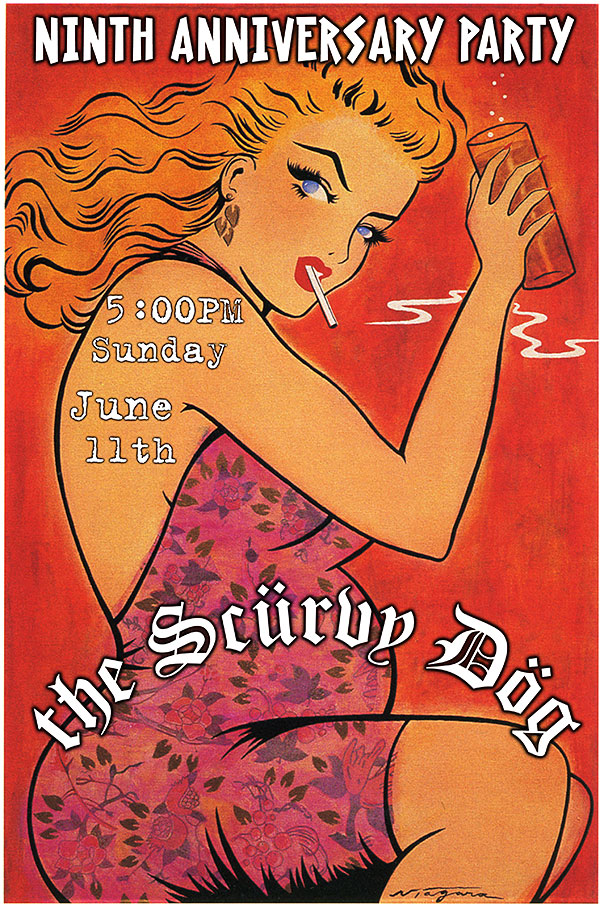 NINTH ANNIVERSARY PARTY
5:00PM
Sunday
June
11th
the Scürvy Dög
Niagara